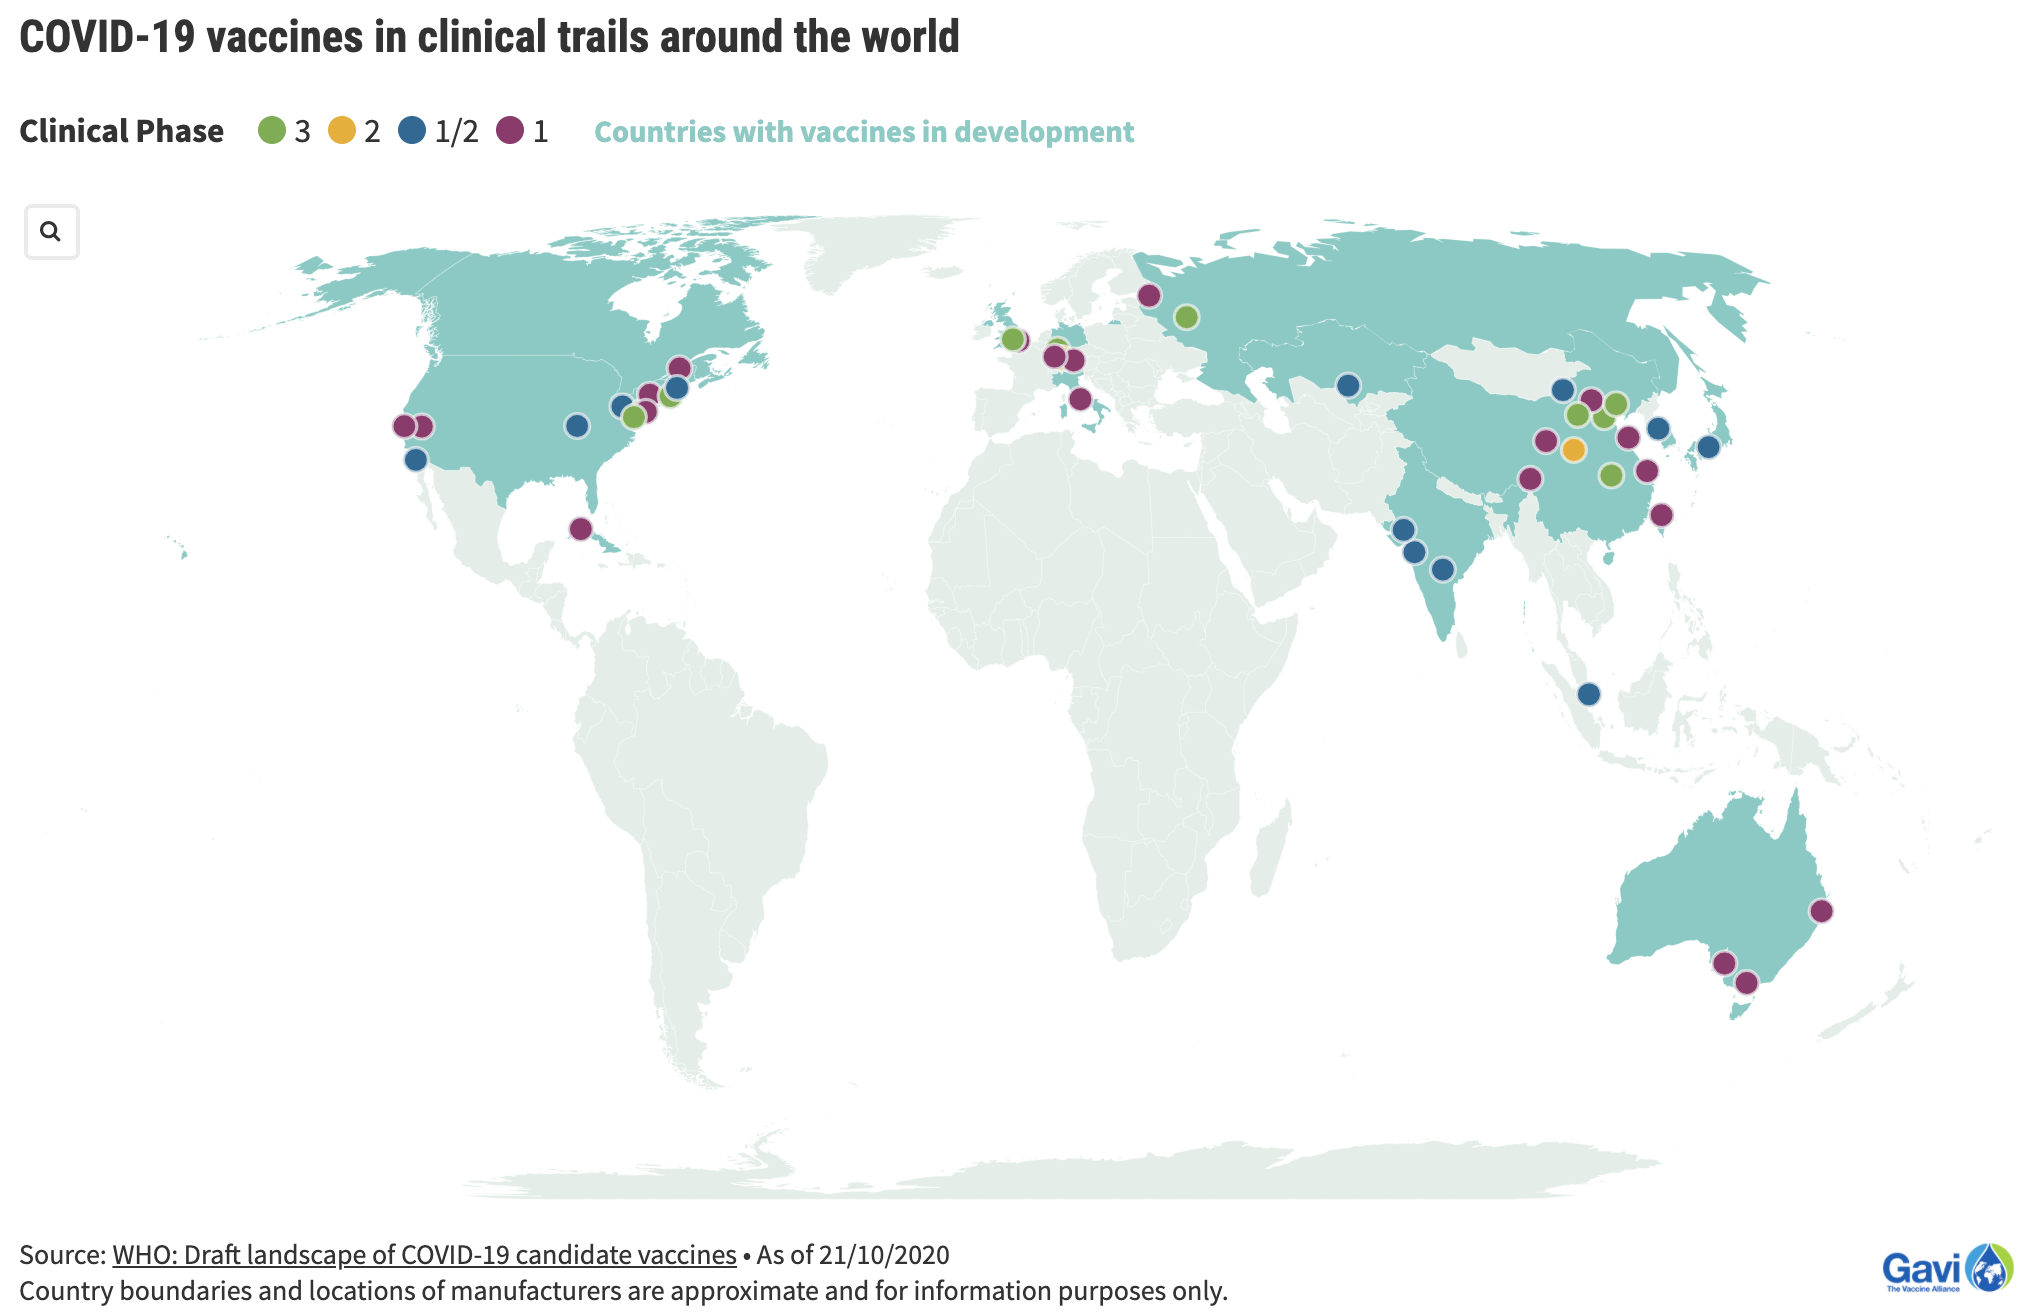 COVID-19 vaccines in clinical trails around the world
Clinical Phase 3 2 1/2 1 Countries with vaccines in development
Source: WHO: Draft landscape of COVID-19 candidate vaccines • As of 21/10/2020
Country boundaries and locations of manufacturers are approximate and for information purposes only.
Gavi
The Vaccine Alliance